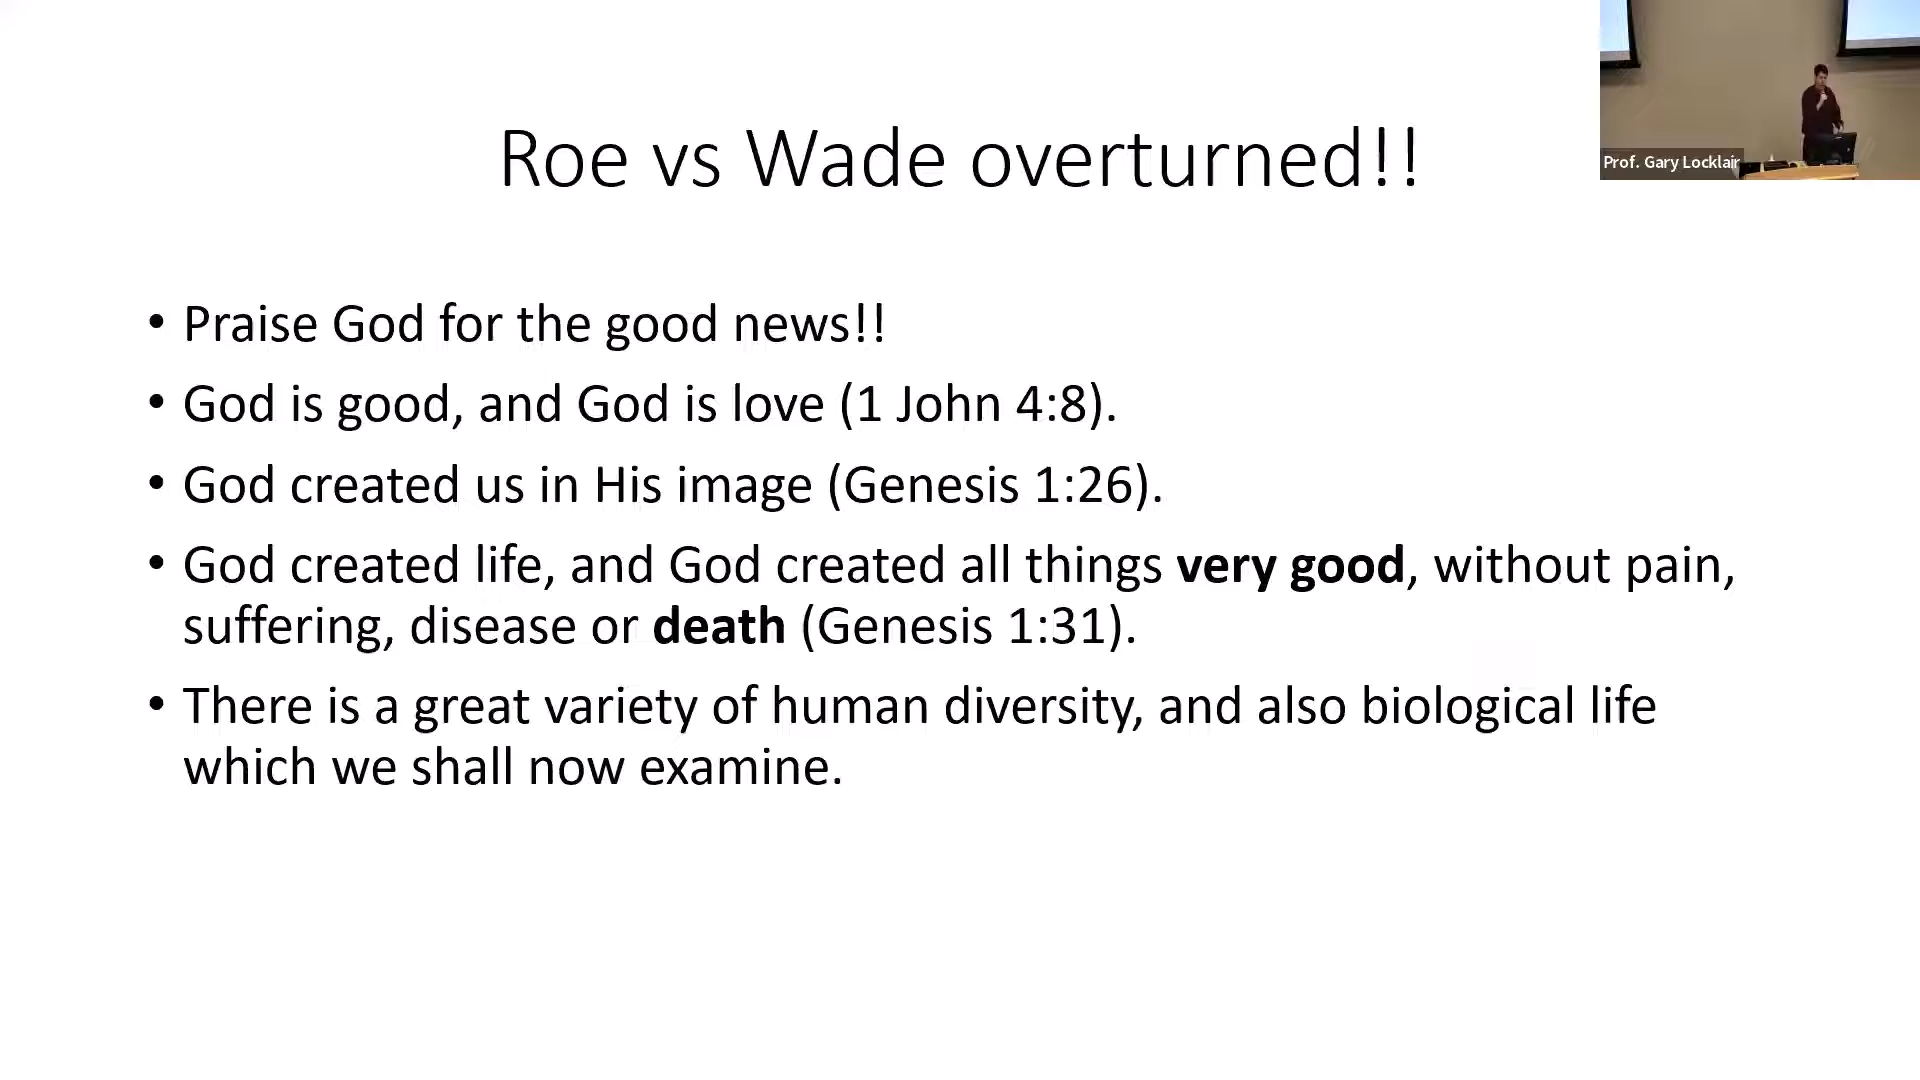 Roe vs Wade overturned!!
Prof. Gary Locklair
• Praise God for the good news!!
• God is good, and God is love (1 John 4:8).
• God created us in His image (Genesis 1:26).
• God created life, and God created all things very good, without pain,
suffering, disease or death (Genesis 1:31).
• There is a great variety of human diversity, and also biological life
which we shall now examine.